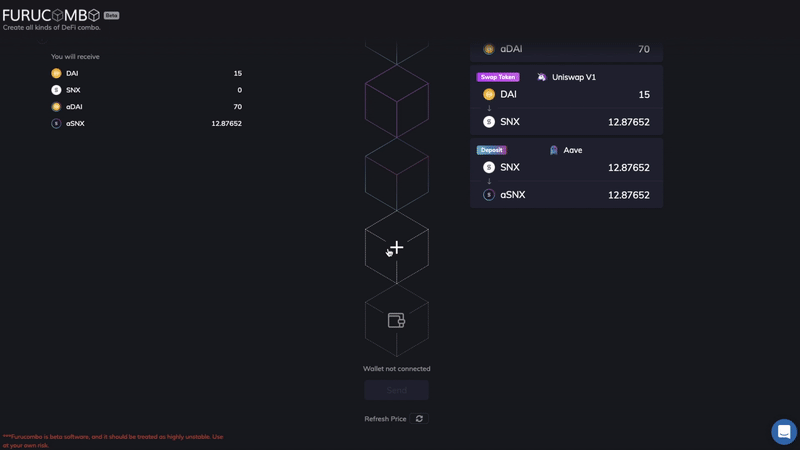 FURUCOMBO Beta
Create all kinds of DeFi combo.
You will receive
DAI 15
SNX 0
aDAI 70
aSNX 12.87652
aDAI 70
Swap Token Uniswap V1
DAI 15
SNX 12.87652
Deposit Aave
SNX 12.87652
aSNX 12.87652
Wallet not connected
Send
Refresh Price
***Furucombo is beta software, and it should be treated as highly unstable. Use
at your own risk.